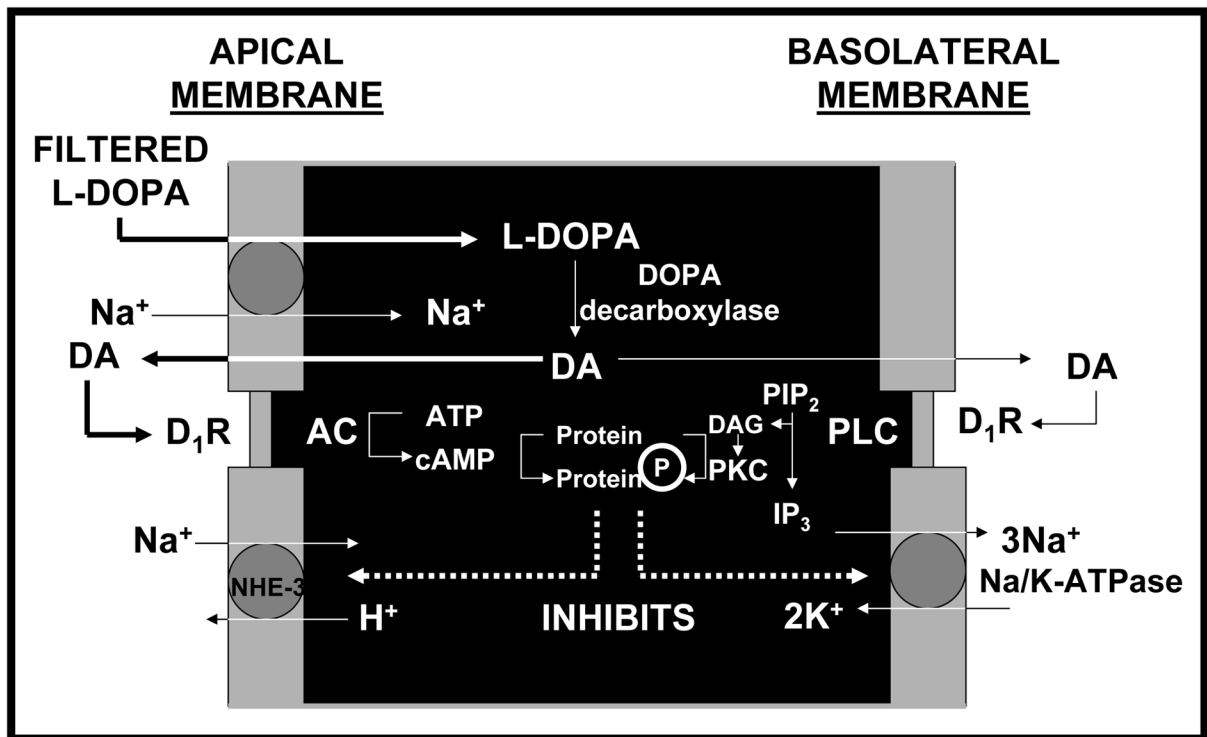 APICAL
MEMBRANE
BASOLATERAL
MEMBRANE
FILTERED
L-DOPA
L-DOPA
DOPA
decarboxylase
Na⁺
Na⁺
DA
DA
DA
D₁R
AC
ATP
cAMP
Protein
Protein
P
PIP₂
DAG
PKC
IP₃
PLC
D₁R
Na⁺
NHE-3
H⁺
INHIBITS
3Na⁺
Na/K-ATPase
2K⁺